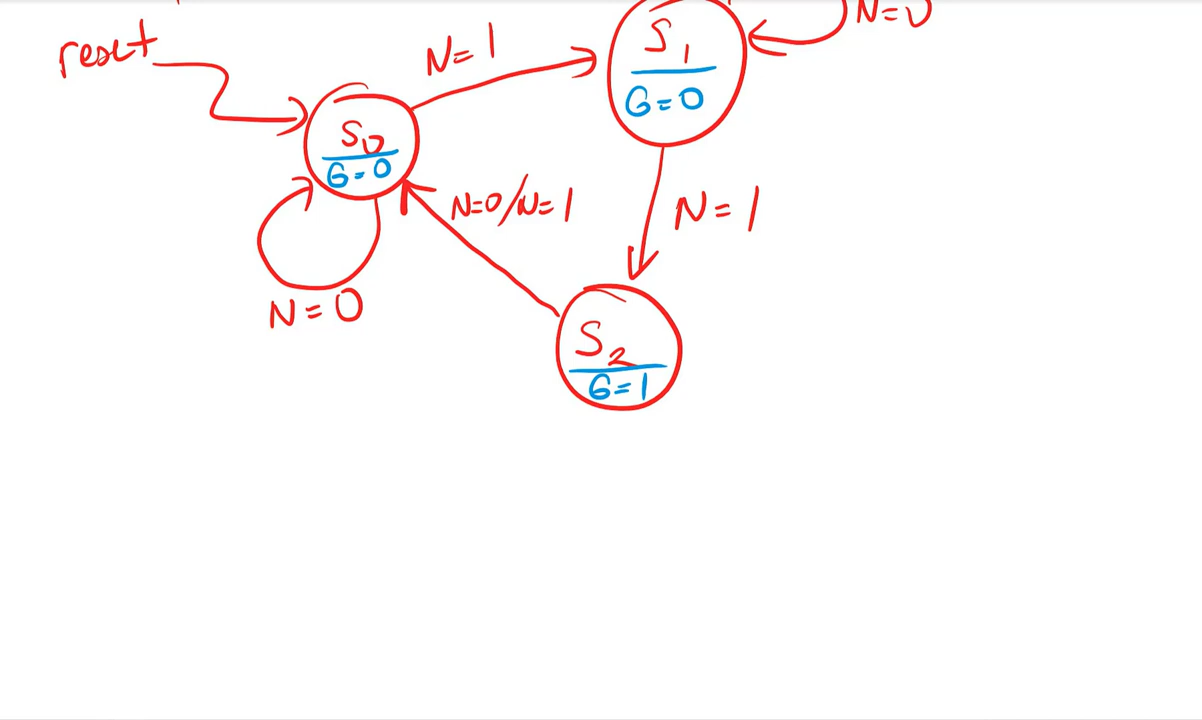 reset
N=1
S1
G=0
N=0
S0
G=0
N=0/N=1
N=1
N=0
S2
G=1